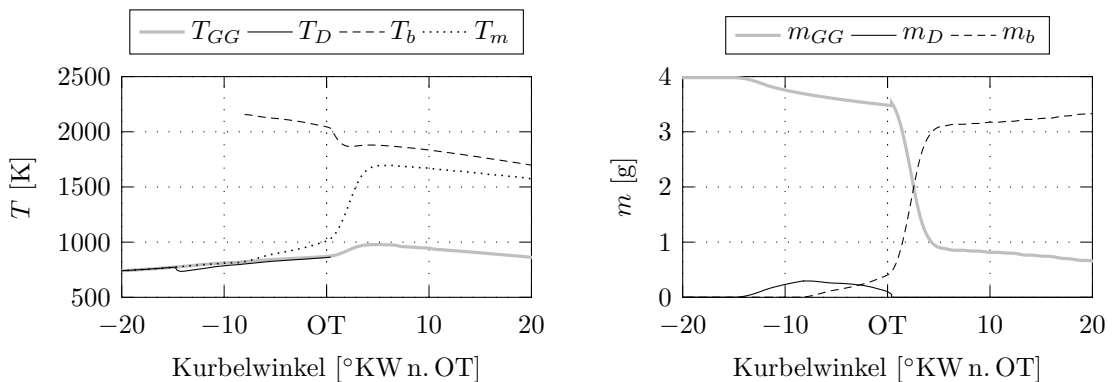 T_GG T_D T_b T_m
2500
2000
1500
1000
500
T [K]
−20 −10 OT 10 20
Kurbelwinkel [°KW n. OT]
m_GG m_D m_b
4
3
2
1
0
m [g]
−20 −10 OT 10 20
Kurbelwinkel [°KW n. OT]